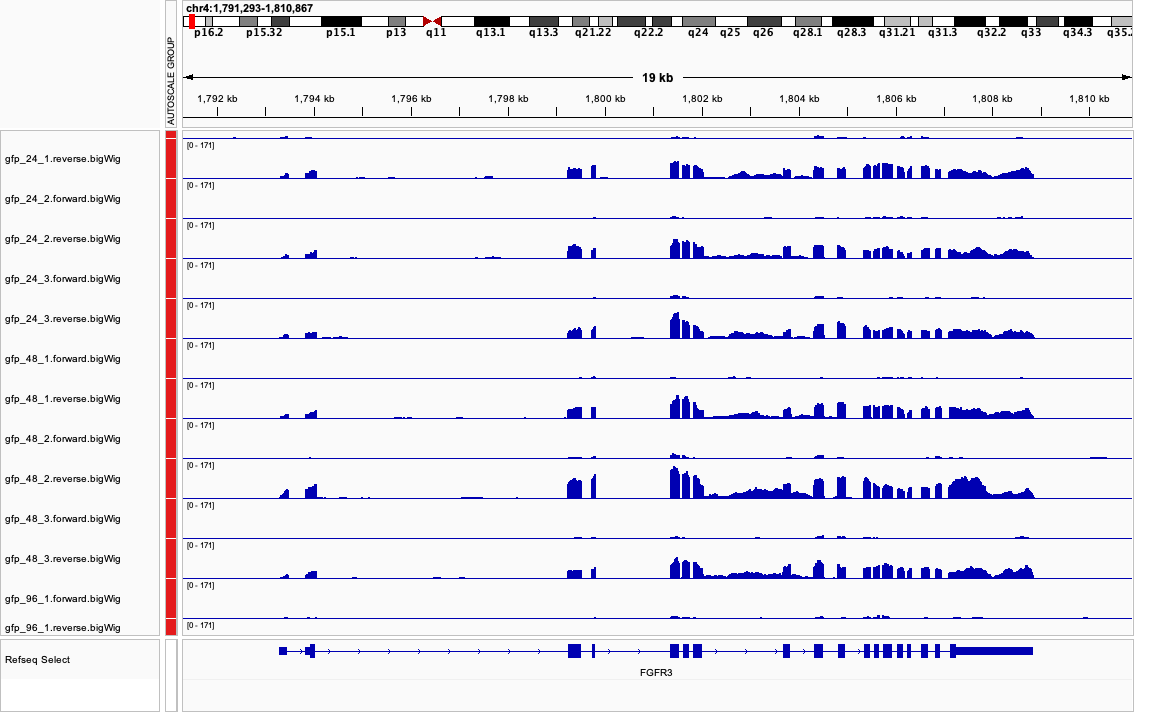 chr4:1,791,293-1,810,867
p16.2 p15.32 p15.1 p13 q11 q13.1 q13.3 q21.22 q22.2 q24 q25 q26 q28.1 q28.3 q31.21 q31.3 q32.2 q33 q34.3 q35.2
AUTOSCALE GROUP
19 kb
1,792 kb 1,794 kb 1,796 kb 1,798 kb 1,800 kb 1,802 kb 1,804 kb 1,806 kb 1,808 kb 1,810 kb
[0 - 171]
gfp_24_1.reverse.bigWig
[0 - 171]
gfp_24_2.forward.bigWig
[0 - 171]
gfp_24_2.reverse.bigWig
[0 - 171]
gfp_24_3.forward.bigWig
[0 - 171]
gfp_24_3.reverse.bigWig
[0 - 171]
gfp_48_1.forward.bigWig
[0 - 171]
gfp_48_1.reverse.bigWig
[0 - 171]
gfp_48_2.forward.bigWig
[0 - 171]
gfp_48_2.reverse.bigWig
[0 - 171]
gfp_48_3.forward.bigWig
[0 - 171]
gfp_48_3.reverse.bigWig
[0 - 171]
gfp_96_1.forward.bigWig
[0 - 171]
gfp_96_1.reverse.bigWig
Refseq Select
FGFR3